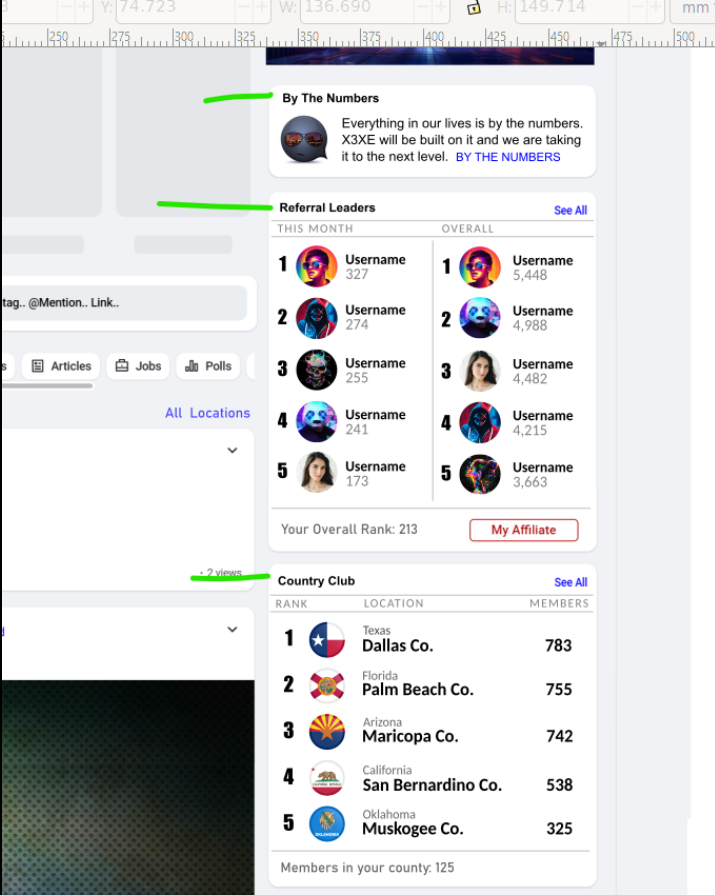 Y: 74.723 W: 136.690 H: 149.714 mm
250 275 300 325 350 375 400 425 450 475 500
By The Numbers
Everything in our lives is by the numbers.
X3XE will be built on it and we are taking
it to the next level. BY THE NUMBERS
Referral Leaders See All
THIS MONTH OVERALL
1 Username 327 1 Username 5,448
2 Username 274 2 Username 4,988
3 Username 255 3 Username 4,482
4 Username 241 4 Username 4,215
5 Username 173 5 Username 3,663
Your Overall Rank: 213 My Affiliate
tag.. @Mention.. Link..
s Articles Jobs Polls
All Locations
· 2 views
Country Club See All
RANK LOCATION MEMBERS
1 Texas
Dallas Co. 783
2 Florida
Palm Beach Co. 755
3 Arizona
Maricopa Co. 742
4 California
San Bernardino Co. 538
5 Oklahoma
Muskogee Co. 325
Members in your county: 125